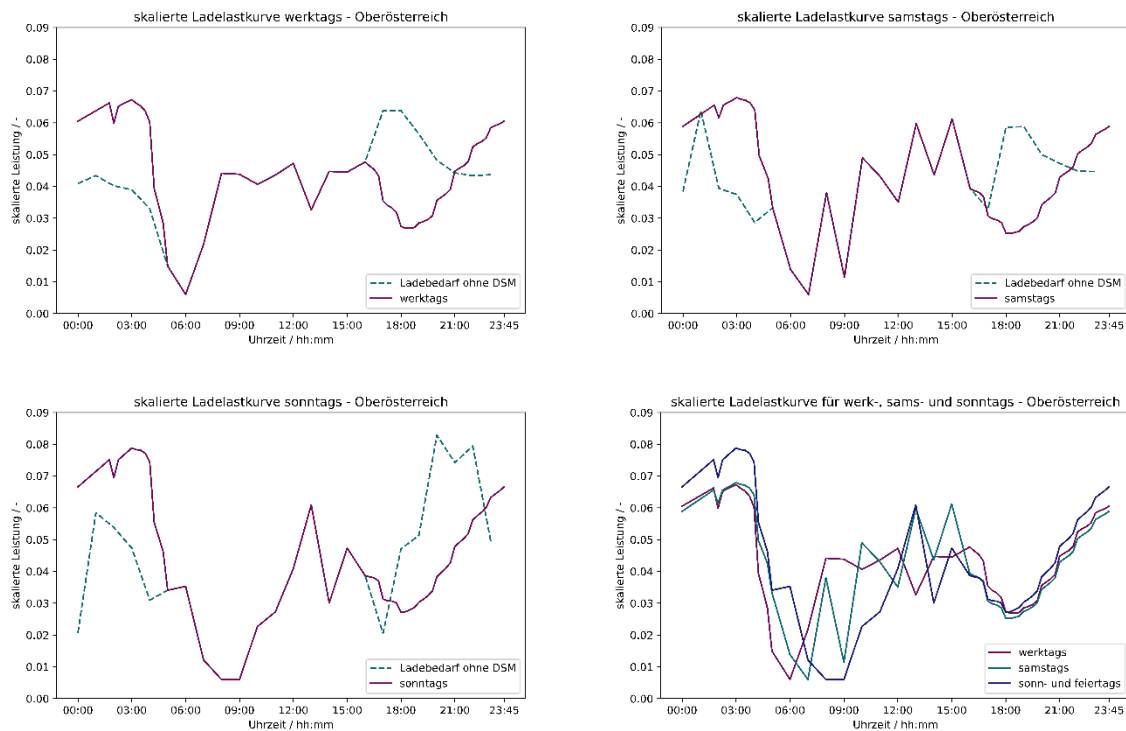 skalierte Ladelastkurve werktags - Oberösterreich
0.09
0.08
0.07
0.06
0.05
0.04
0.03
0.02
0.01
0.00
skalierte Leistung / -
Ladebedarf ohne DSM
werktags
00:00 03:00 06:00 09:00 12:00 15:00 18:00 21:00 23:45
Uhrzeit / hh:mm
skalierte Ladelastkurve samstags - Oberösterreich
0.09
0.08
0.07
0.06
0.05
0.04
0.03
0.02
0.01
0.00
skalierte Leistung / -
Ladebedarf ohne DSM
samstags
00:00 03:00 06:00 09:00 12:00 15:00 18:00 21:00 23:45
Uhrzeit / hh:mm
skalierte Ladelastkurve sonntags - Oberösterreich
0.09
0.08
0.07
0.06
0.05
0.04
0.03
0.02
0.01
0.00
skalierte Leistung / -
Ladebedarf ohne DSM
sonntags
00:00 03:00 06:00 09:00 12:00 15:00 18:00 21:00 23:45
Uhrzeit / hh:mm
skalierte Ladelastkurve für werk-, sams- und sonntags - Oberösterreich
0.09
0.08
0.07
0.06
0.05
0.04
0.03
0.02
0.01
0.00
skalierte Leistung / -
werktags
samstags
sonn- und feiertags
00:00 03:00 06:00 09:00 12:00 15:00 18:00 21:00 23:45
Uhrzeit / hh:mm